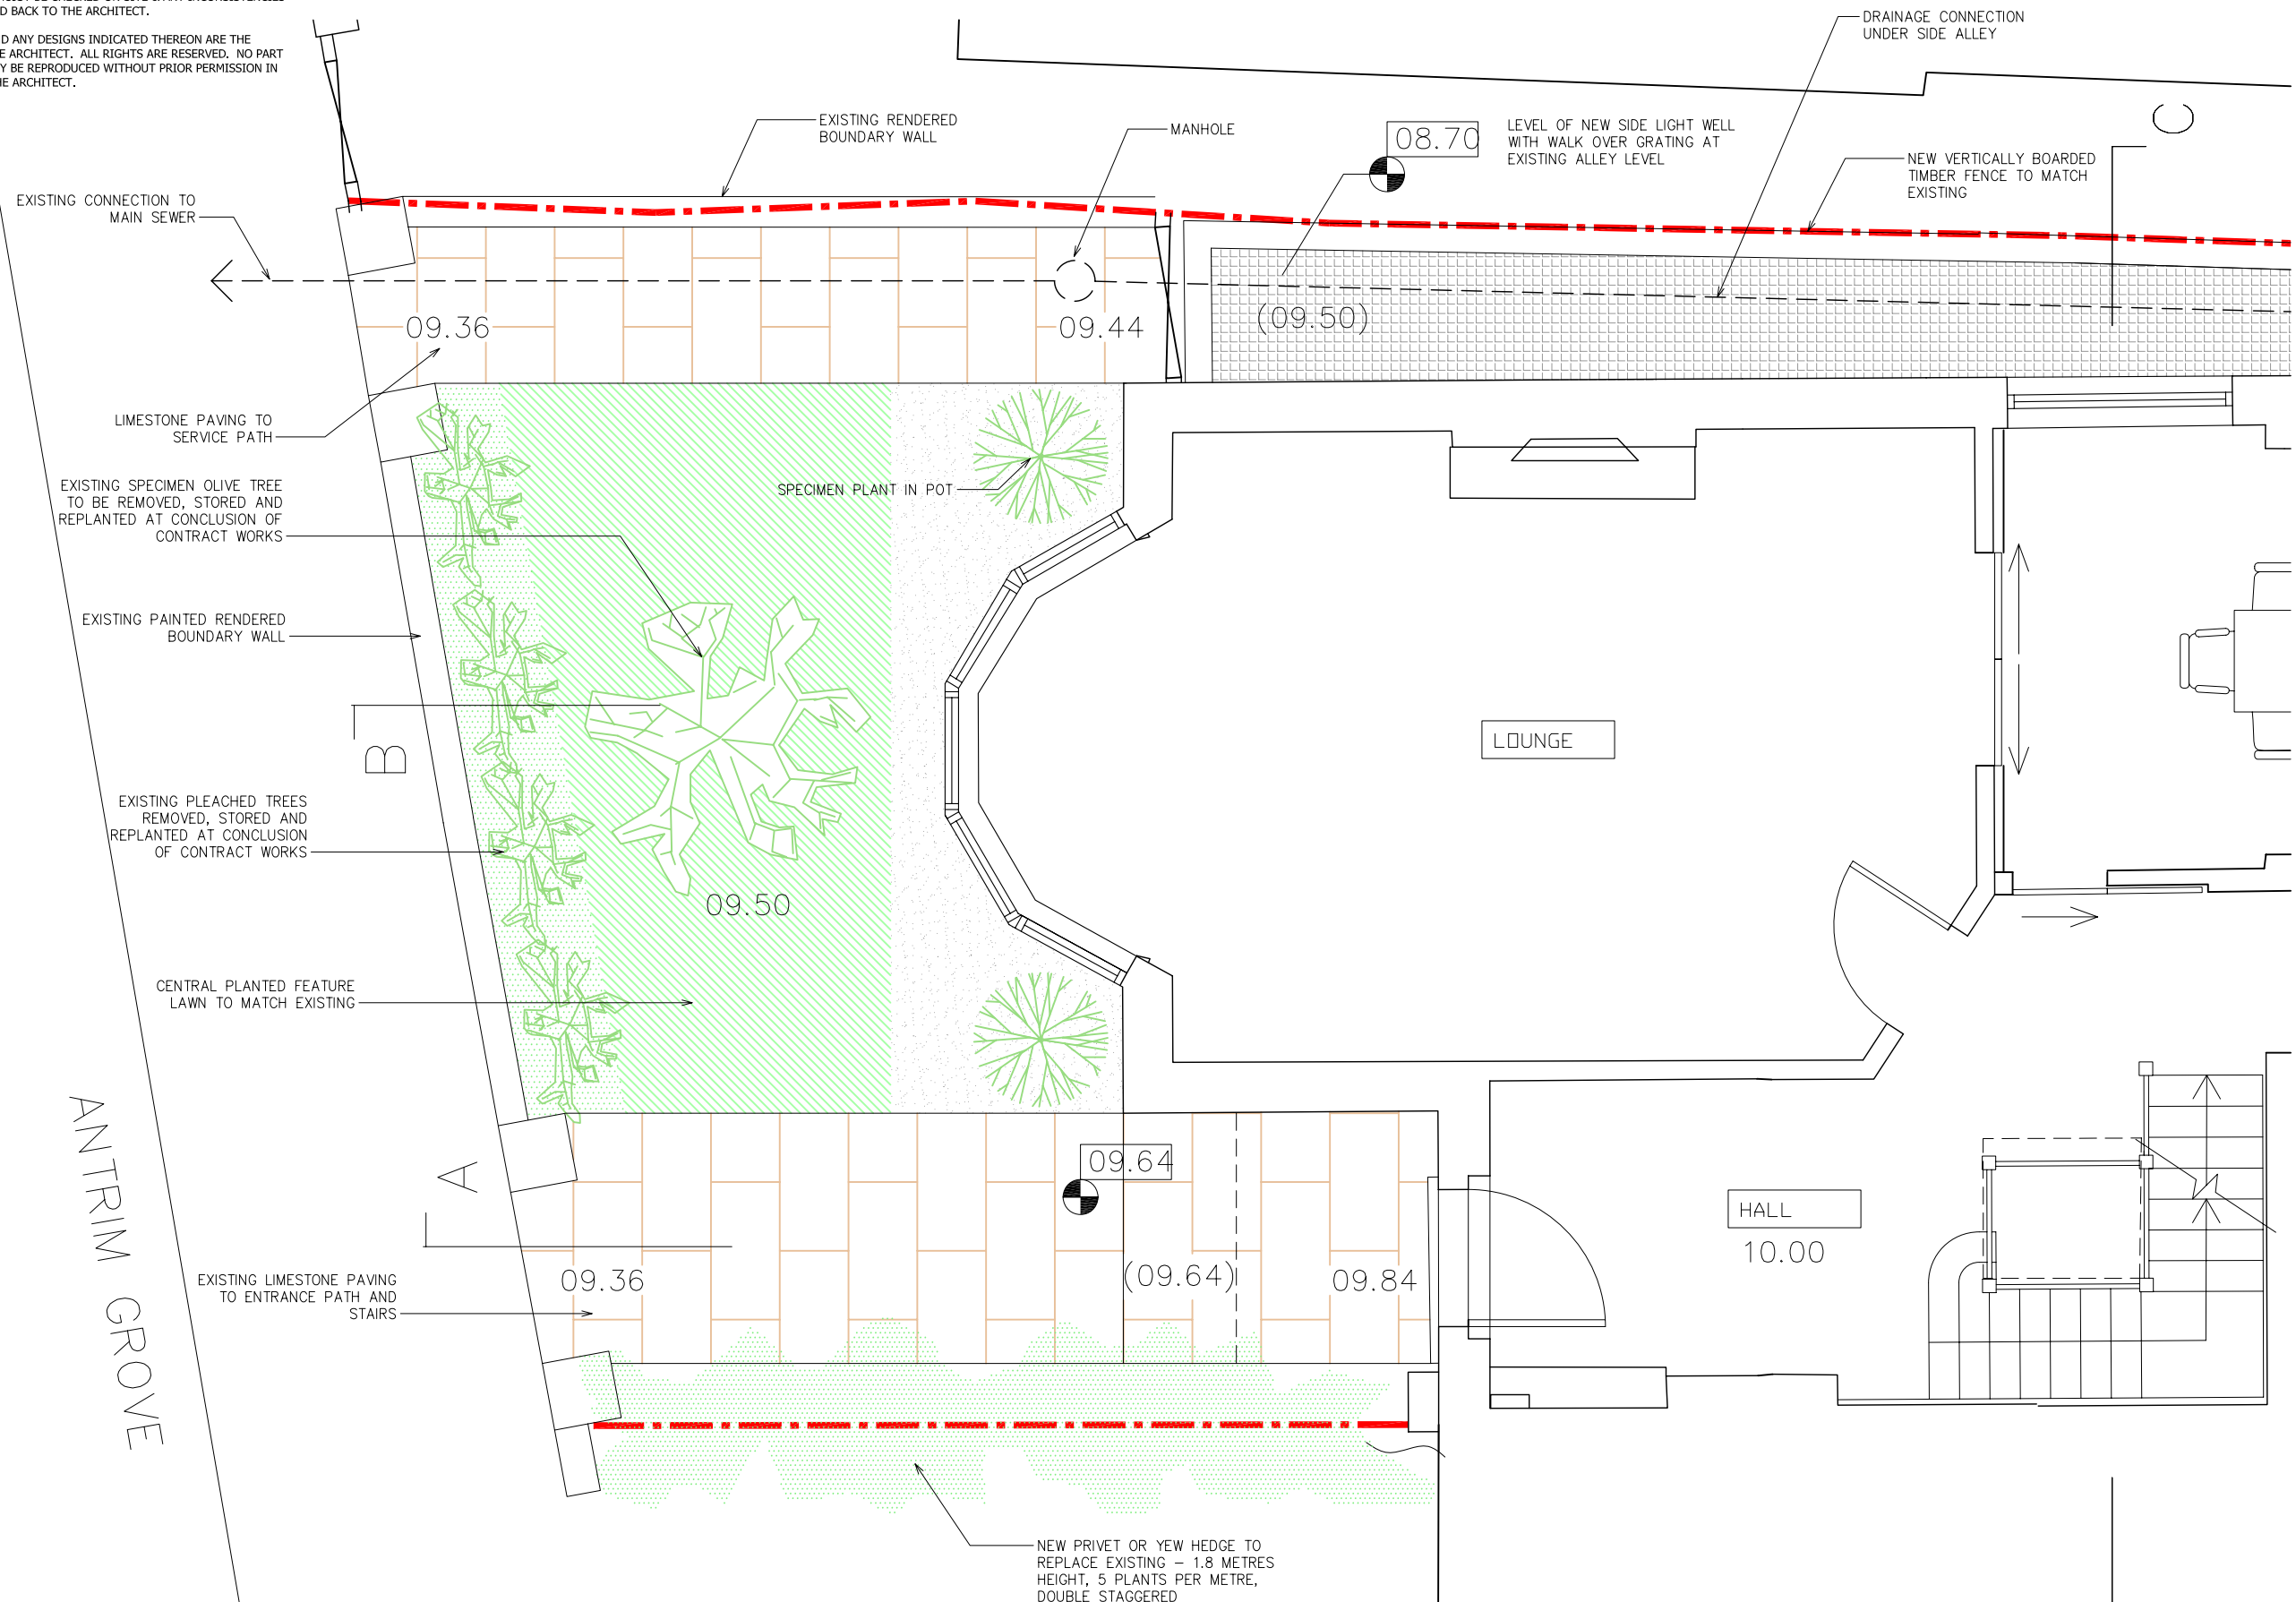 D BACK TO THE ARCHITECT.
D ANY DESIGNS INDICATED THEREON ARE THE
E ARCHITECT. ALL RIGHTS ARE RESERVED. NO PART
Y BE REPRODUCED WITHOUT PRIOR PERMISSION IN
HE ARCHITECT.
DRAINAGE CONNECTION
UNDER SIDE ALLEY
EXISTING RENDERED
BOUNDARY WALL
MANHOLE
08.70
LEVEL OF NEW SIDE LIGHT WELL
WITH WALK OVER GRATING AT
EXISTING ALLEY LEVEL
C
NEW VERTICALLY BOARDED
TIMBER FENCE TO MATCH
EXISTING
EXISTING CONNECTION TO
MAIN SEWER
09.36
09.44
(09.50)
LIMESTONE PAVING TO
SERVICE PATH
EXISTING SPECIMEN OLIVE TREE
TO BE REMOVED, STORED AND
REPLANTED AT CONCLUSION OF
CONTRACT WORKS
SPECIMEN PLANT IN POT
EXISTING PAINTED RENDERED
BOUNDARY WALL
B
LOUNGE
EXISTING PLEACHED TREES
REMOVED, STORED AND
REPLANTED AT CONCLUSION
OF CONTRACT WORKS
09.50
CENTRAL PLANTED FEATURE
LAWN TO MATCH EXISTING
ANTRIM GROVE
A
09.64
HALL
10.00
EXISTING LIMESTONE PAVING
TO ENTRANCE PATH AND
STAIRS
09.36
(09.64)
09.84
NEW PRIVET OR YEW HEDGE TO
REPLACE EXISTING – 1.8 METRES
HEIGHT, 5 PLANTS PER METRE,
DOUBLE STAGGERED